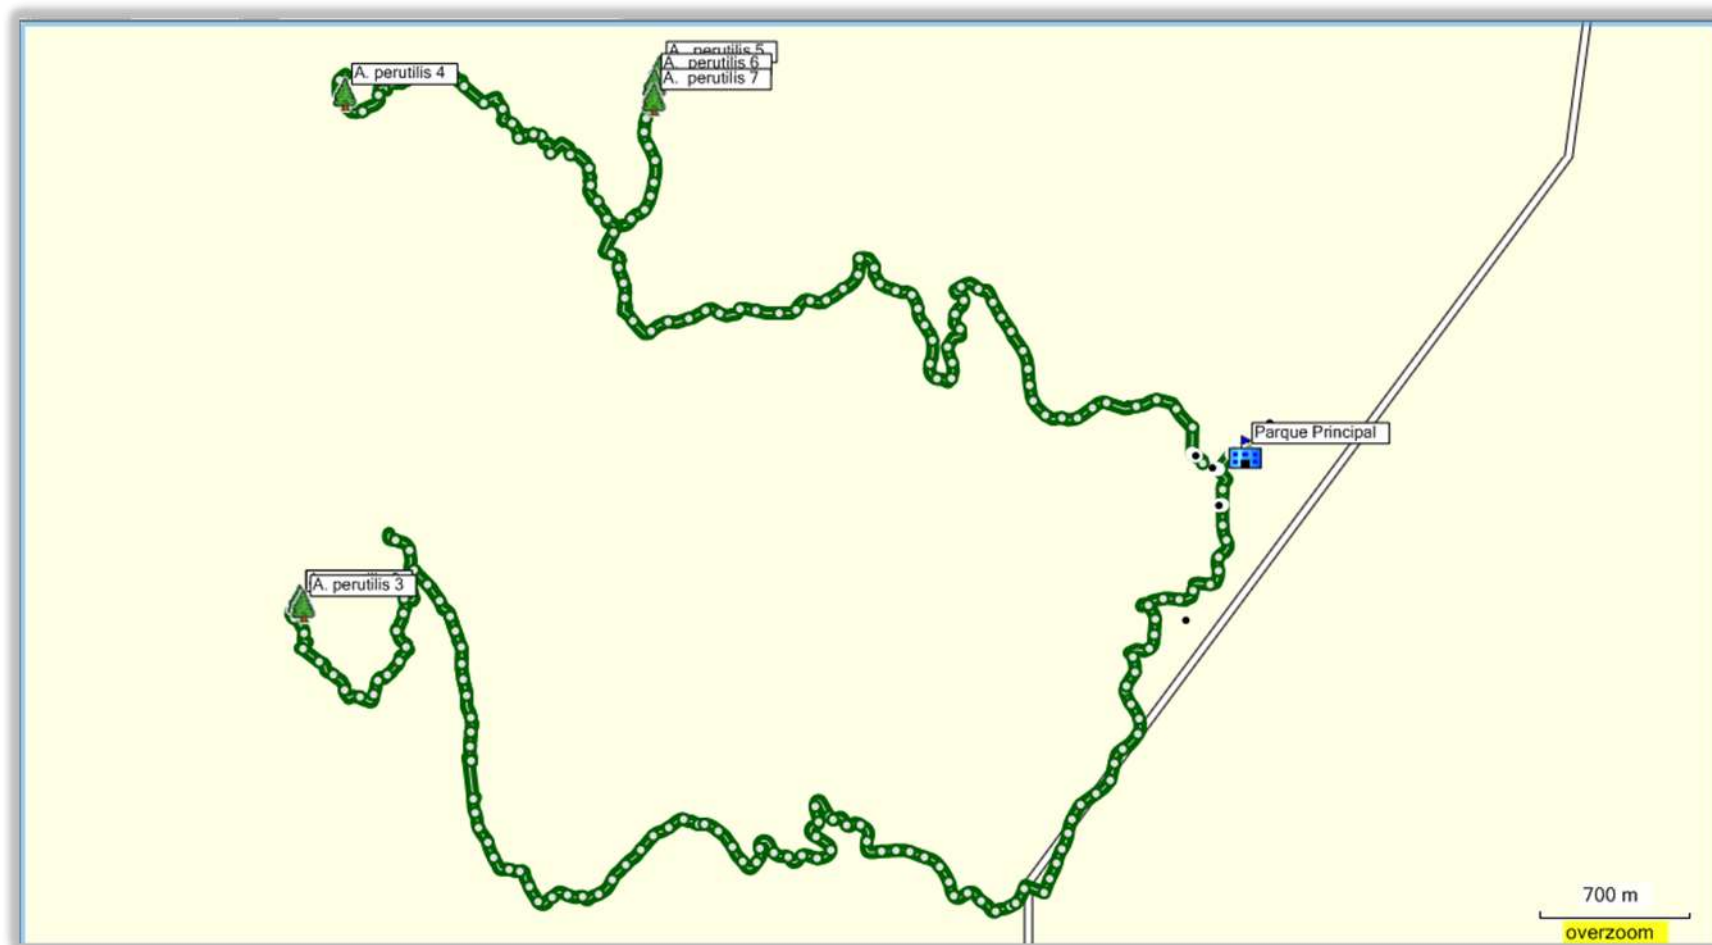 A. perutilis 5
A. perutilis 4
A. perutilis 6
A. perutilis 7
Parque Principal
A. perutilis 3
700 m
overzoom